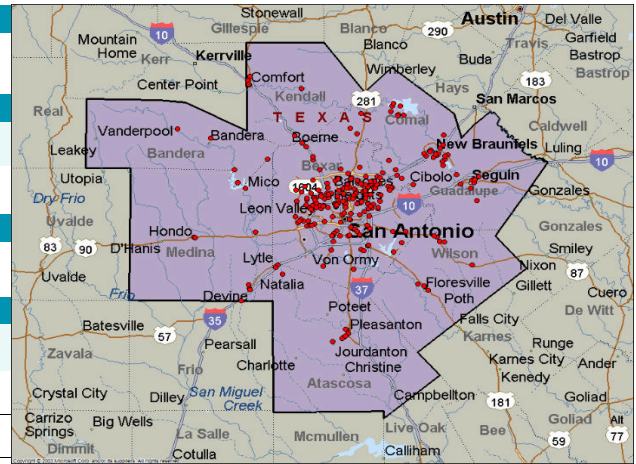 Stonewall
Austin
Del Valle
Gillespie
Blanco
290
10
Mountain
Home
Kerr
Kerrville
Blanco
Travis
Garfield
Bastrop
Bastrop
Wimberley
Buda
Center Point
Comfort
Kendall
281
Hays
183
San Marcos
Real
T E X A S
Comal
Caldwell
Vanderpool
Bandera
Boerne
New Braunfels
Luling
Leakey
Bandera
Bexar
10
Utopia
Mico
1604
Cibolo
Seguin
Guadalupe
Gonzales
Dry Frio
Leon Valley
10
Uvalde
Hondo
San Antonio
Gonzales
83
90
D'Hanis
Medina
Wilson
Smiley
Lytle
Von Ormy
Nixon
87
Uvalde
Natalia
37
Floresville
Gillett
Frio
Devine
Poth
Cuero
Poteet
De Witt
Batesville
35
Falls City
57
Pleasanton
Karnes
Pearsall
Runge
Zavala
Jourdanton
Karnes City
Ander
Charlotte
Christine
Frio
Kenedy
Atascosa
Crystal City
Dilley
San Miguel
Creek
Campbellton
Goliad
Carrizo
Springs
Big Wells
181
Goliad
Alt
77
La Salle
Live Oak
Bee
59
Dimmit
Mcmullen
Cotulla
Calliham